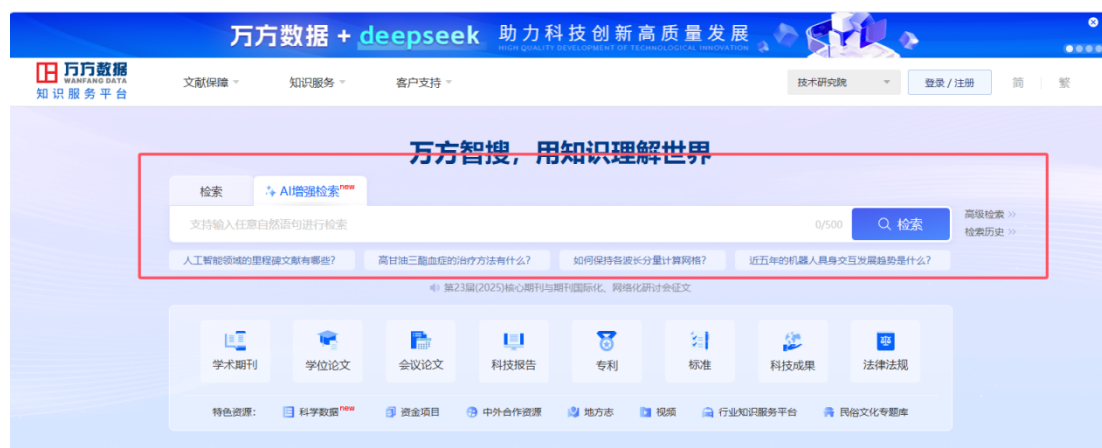 万方数据 + deepseek 助力科技创新高质量发展
HIGH QUALITY DEVELOPMENT OF TECHNOLOGICAL INNOVATION
万方数据
WANFANG DATA
知识服务平台
文献保障 知识服务 客户支持 技术研究院 登录 / 注册 简 繁
万方智搜，用知识理解世界
检索 AI增强检索 new
支持输入任意自然语句进行检索 0/500 检索
高级检索 >>
检索历史 >>
人工智能领域的里程碑文献有哪些? 高甘油三酯血症的治疗方法有什么? 如何保持各波长分量计算网格? 近五年的机器人具身交互发展趋势是什么?
第23届(2025)核心期刊与期刊国际化、网络化研讨会征文
学术期刊 学位论文 会议论文 科技报告 专利 标准 科技成果 法律法规
特色资源: 科学数据 new 资金项目 中外合作资源 地方志 视频 行业知识服务平台 民俗文化专题库